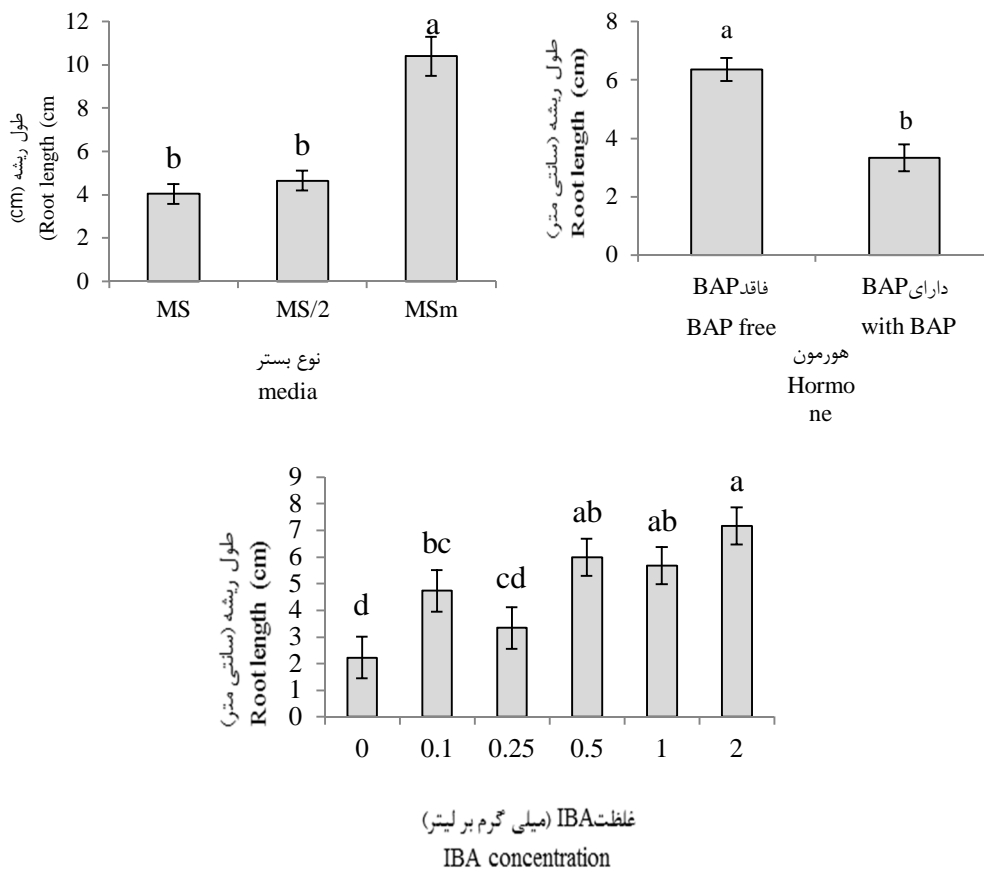 12
10
8
6
4
2
0
طول ریشه (cm)
Root length (cm)
b
b
a
MS
MS/2
MSm
نوع بستر
media
8
6
4
2
0
طول ریشه (سانتی متر)
Root length (cm)
a
b
فاقدBAP
BAP free
دارایBAP
with BAP
هورمون
Hormo
ne
9
8
7
6
5
4
3
2
1
0
طول ریشه (سانتی متر)
Root length (cm)
d
bc
cd
ab
ab
a
0
0.1
0.25
0.5
1
2
غلظتIBA (میلی گرم بر لیتر)
IBA concentration